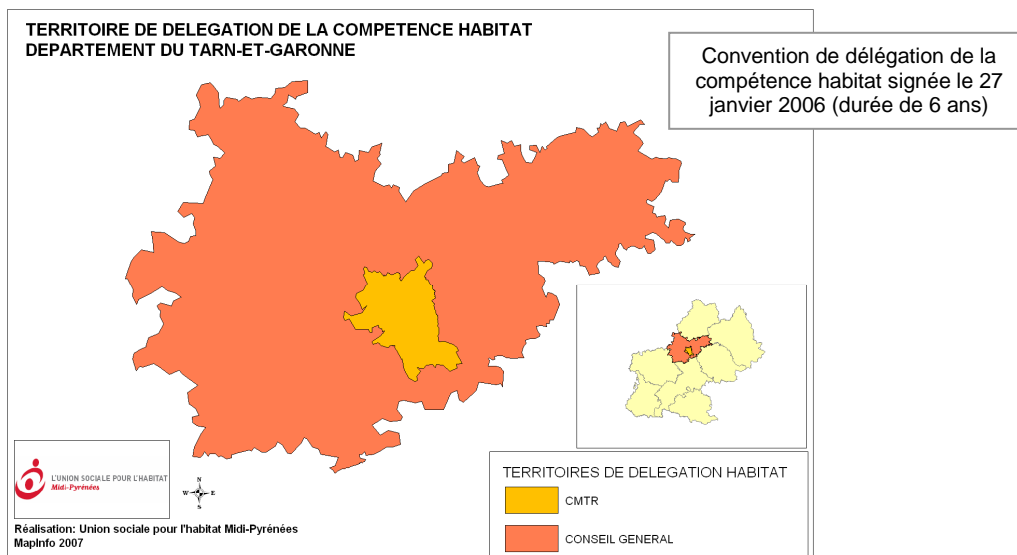 TERRITOIRE DE DELEGATION DE LA COMPETENCE HABITAT
DEPARTEMENT DU TARN-ET-GARONNE
Convention de délégation de la
compétence habitat signée le 27
janvier 2006 (durée de 6 ans)
L'UNION SOCIALE POUR L'HABITAT
Midi-Pyrénées
N
W E
S
Réalisation: Union sociale pour l'habitat Midi-Pyrénées
MapInfo 2007
TERRITOIRES DE DELEGATION HABITAT
CMTR
CONSEIL GENERAL